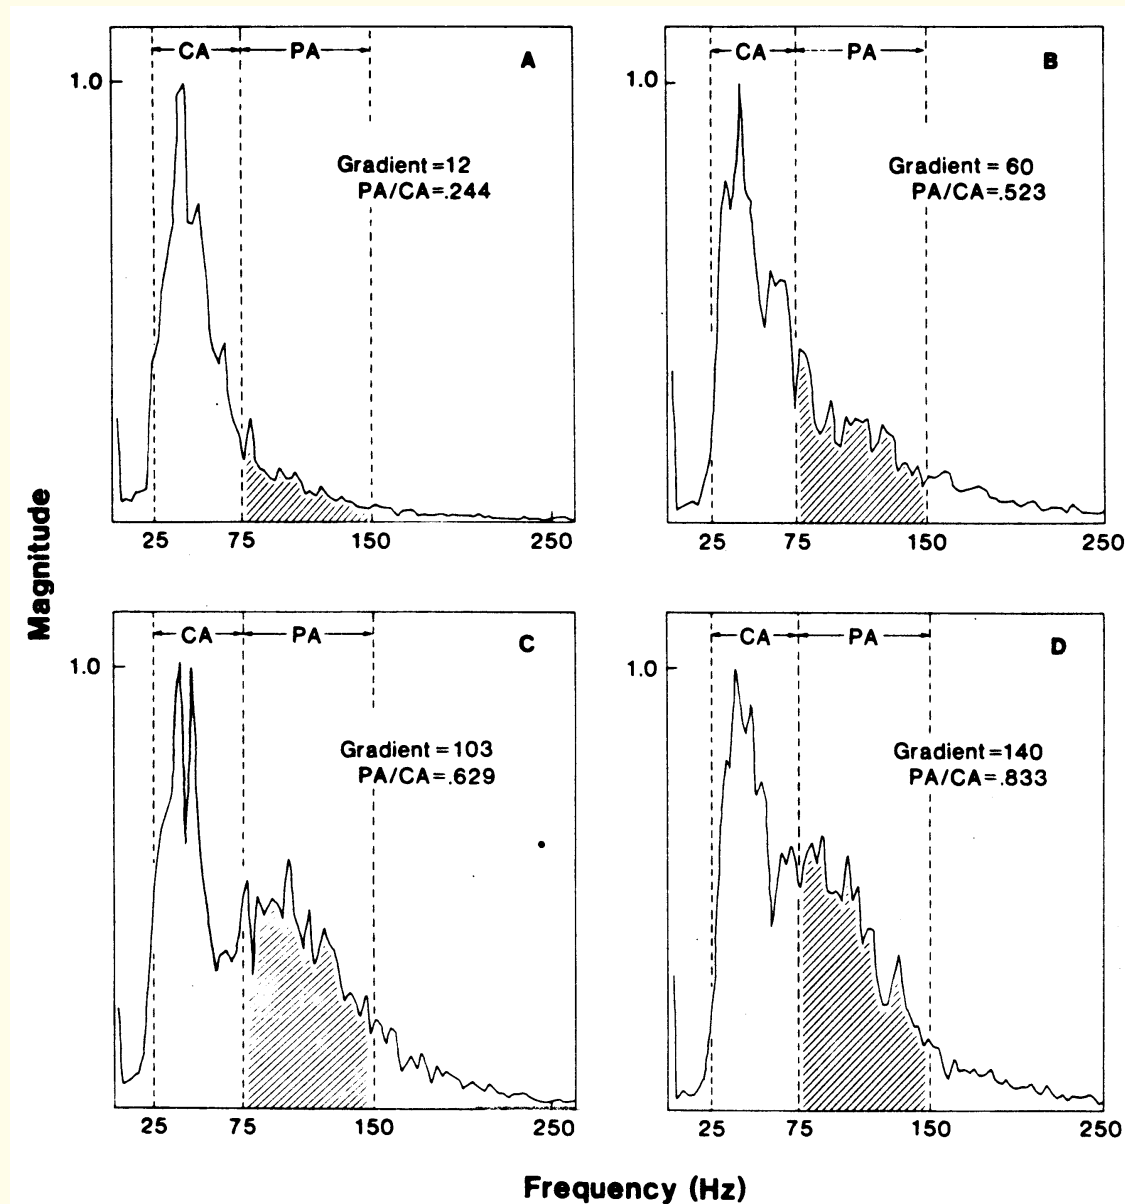 CA PA
A
1.0
Gradient =12
PA/CA=.244
25 75 150 250
CA PA
B
1.0
Gradient = 60
PA/CA=.523
25 75 150 250
Magnitude
CA PA
C
1.0
Gradient =103
PA/CA=.629
25 75 150 250
CA PA
D
1.0
Gradient =140
PA/CA=.833
25 75 150 250
Frequency (Hz)